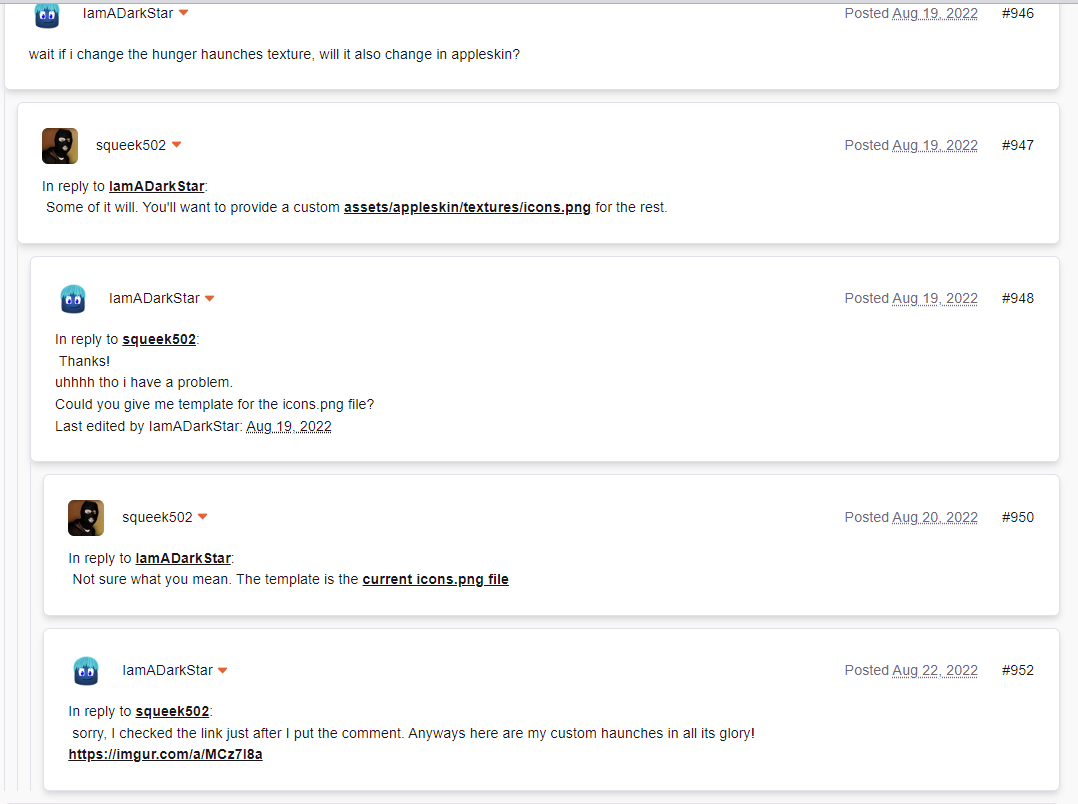 IamADarkStar Posted Aug 19, 2022 #946
wait if i change the hunger haunches texture, will it also change in appleskin?
squeek502 Posted Aug 19, 2022 #947
In reply to IamADarkStar:
Some of it will. You'll want to provide a custom assets/appleskin/textures/icons.png for the rest.
IamADarkStar Posted Aug 19, 2022 #948
In reply to squeek502:
Thanks!
uhhhh tho i have a problem.
Could you give me template for the icons.png file?
Last edited by IamADarkStar: Aug 19, 2022
squeek502 Posted Aug 20, 2022 #950
In reply to IamADarkStar:
Not sure what you mean. The template is the current icons.png file
IamADarkStar Posted Aug 22, 2022 #952
In reply to squeek502:
sorry, I checked the link just after I put the comment. Anyways here are my custom haunches in all its glory!
https://imgur.com/a/MCz7I8a